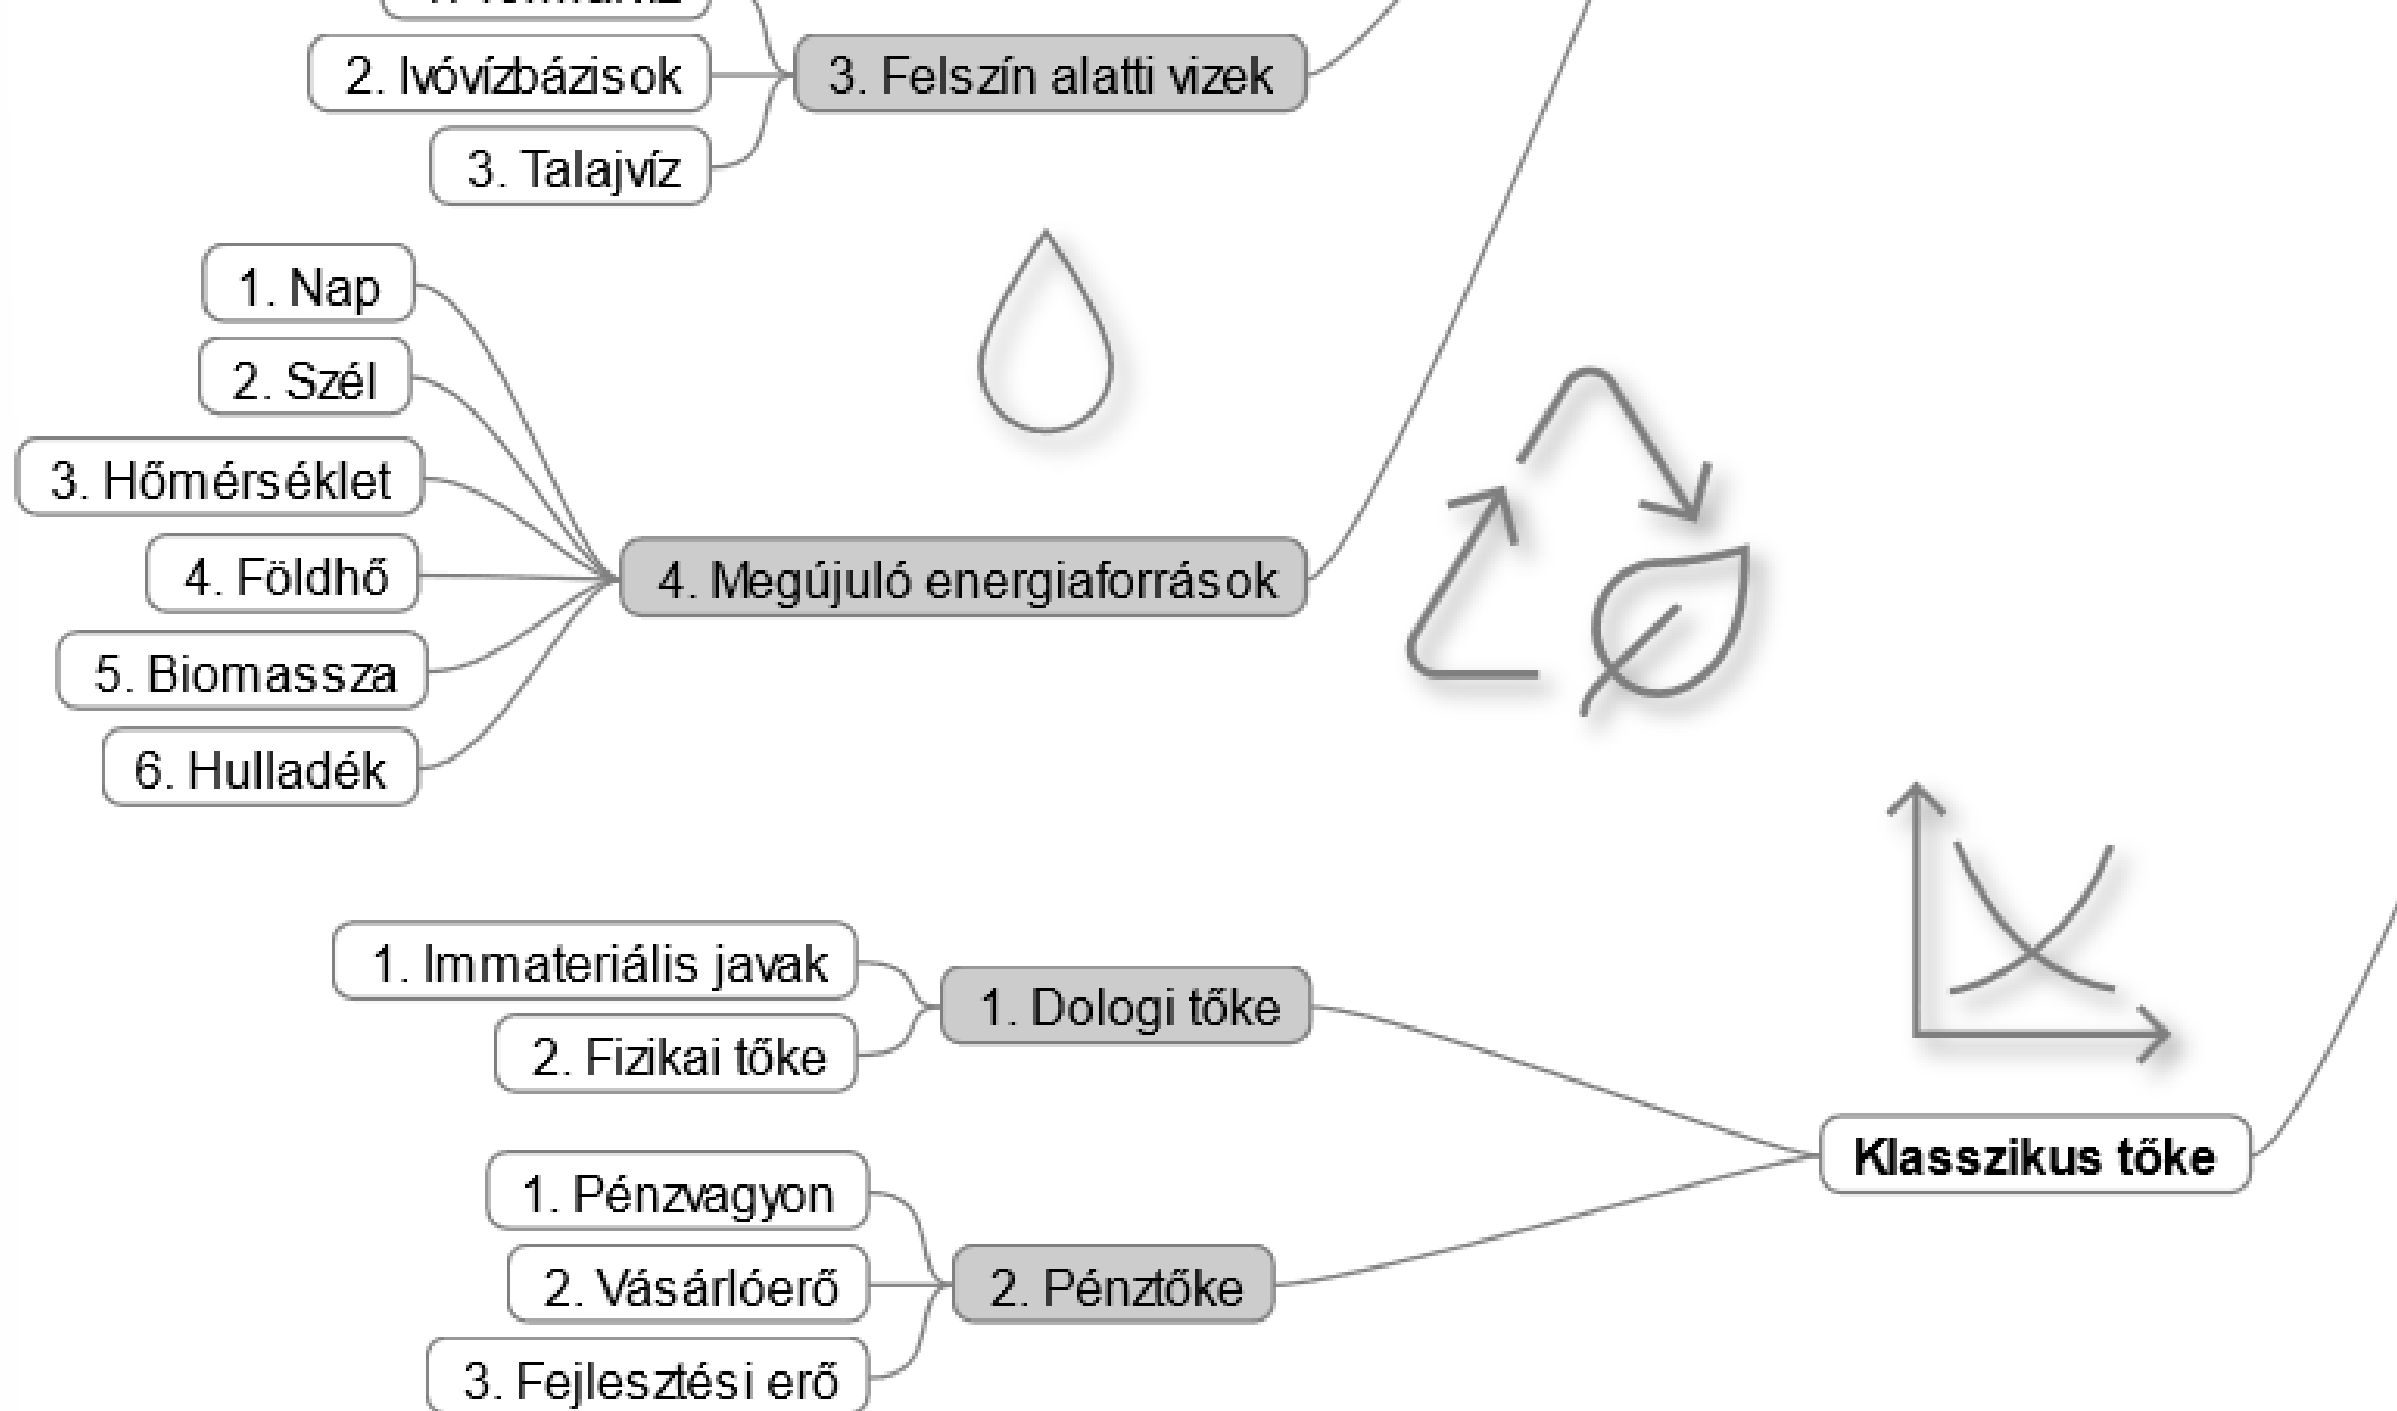 2. Ivóvízbázisok
3. Felszín alatti vizek
3. Talajvíz
1. Nap
2. Szél
3. Hőmérséklet
4. Földhő
4. Megújuló energiaforrások
5. Biomassza
6. Hulladék
1. Immateriális javak
1. Dologi tőke
2. Fizikai tőke
Klasszikus tőke
1. Pénzvagyon
2. Vásárlóerő
2. Pénztőke
3. Fejlesztési erő